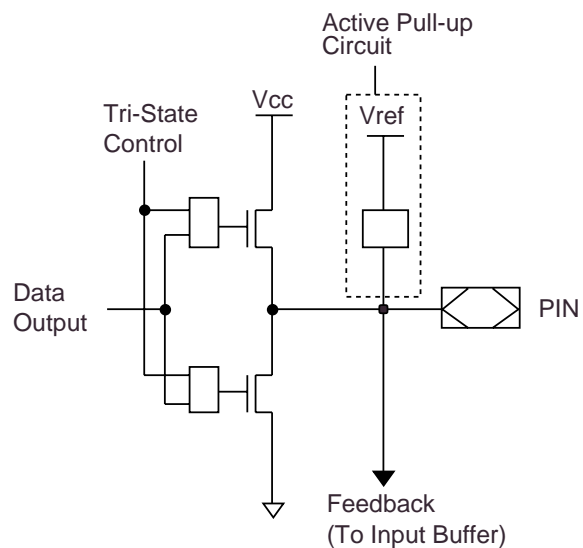 Active Pull-up
Circuit
Vcc
Vref
Tri-State
Control
Data
Output
PIN
Feedback
(To Input Buffer)